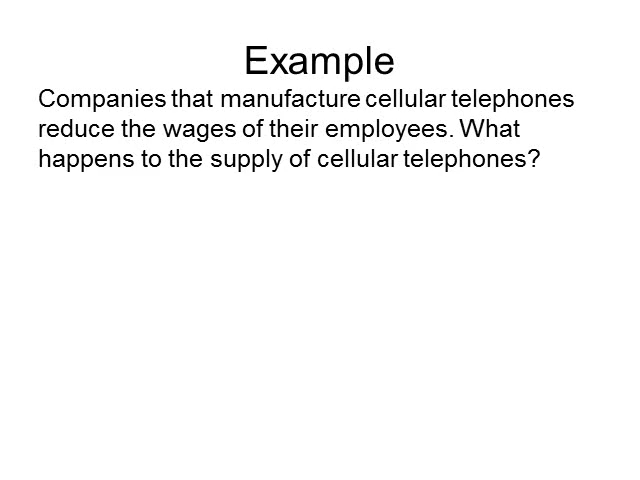 Example
Companies that manufacture cellular telephones
reduce the wages of their employees. What
happens to the supply of cellular telephones?